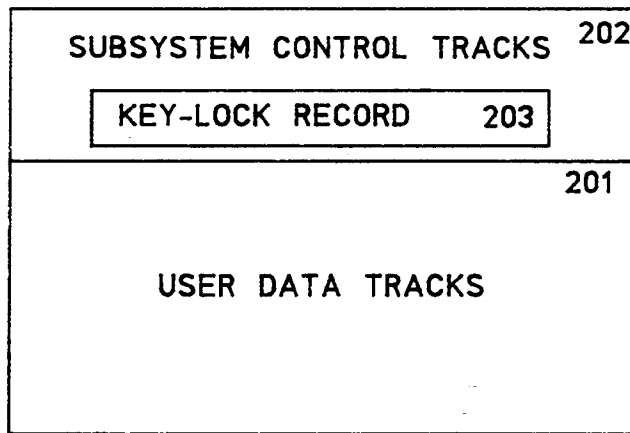 SUBSYSTEM CONTROL TRACKS 202
KEY-LOCK RECORD 203
201
USER DATA TRACKS